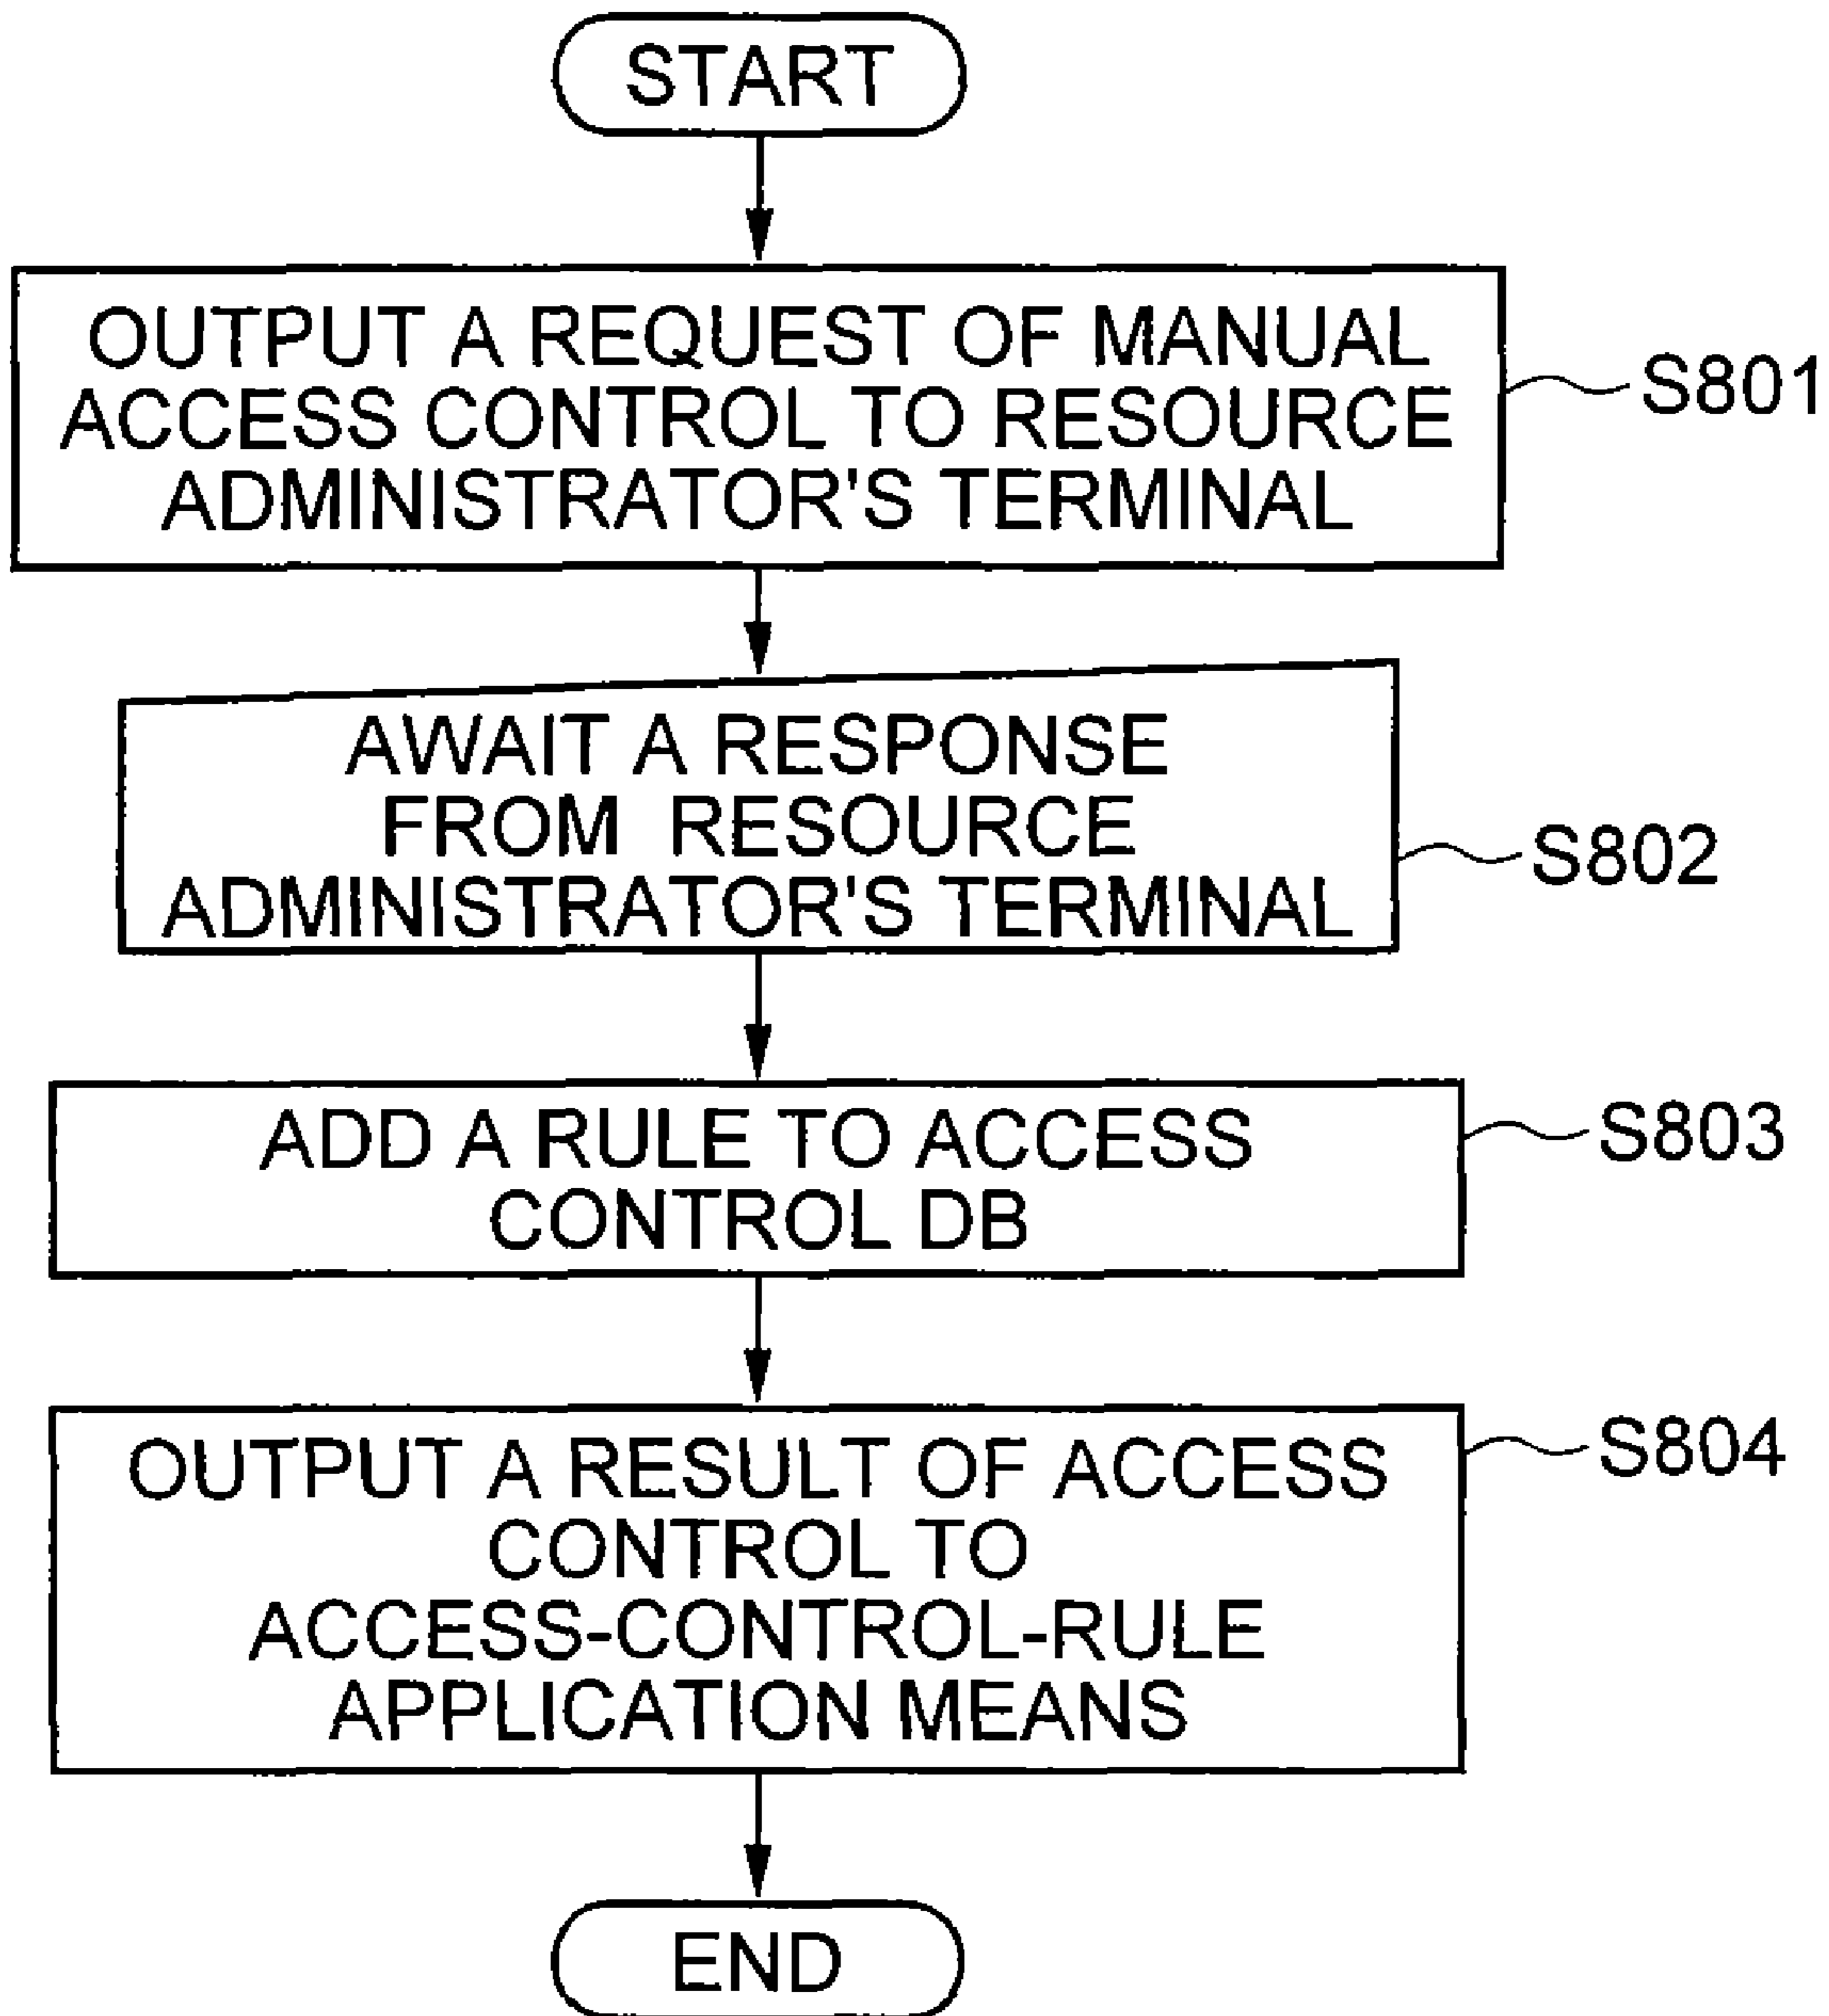 START
OUTPUT A REQUEST OF MANUAL
ACCESS CONTROL TO RESOURCE
ADMINISTRATOR'S TERMINAL
S801
AWAIT A RESPONSE
FROM RESOURCE
ADMINISTRATOR'S TERMINAL
S802
ADD A RULE TO ACCESS
CONTROL DB
S803
OUTPUT A RESULT OF ACCESS
CONTROL TO
ACCESS-CONTROL-RULE
APPLICATION MEANS
S804
END